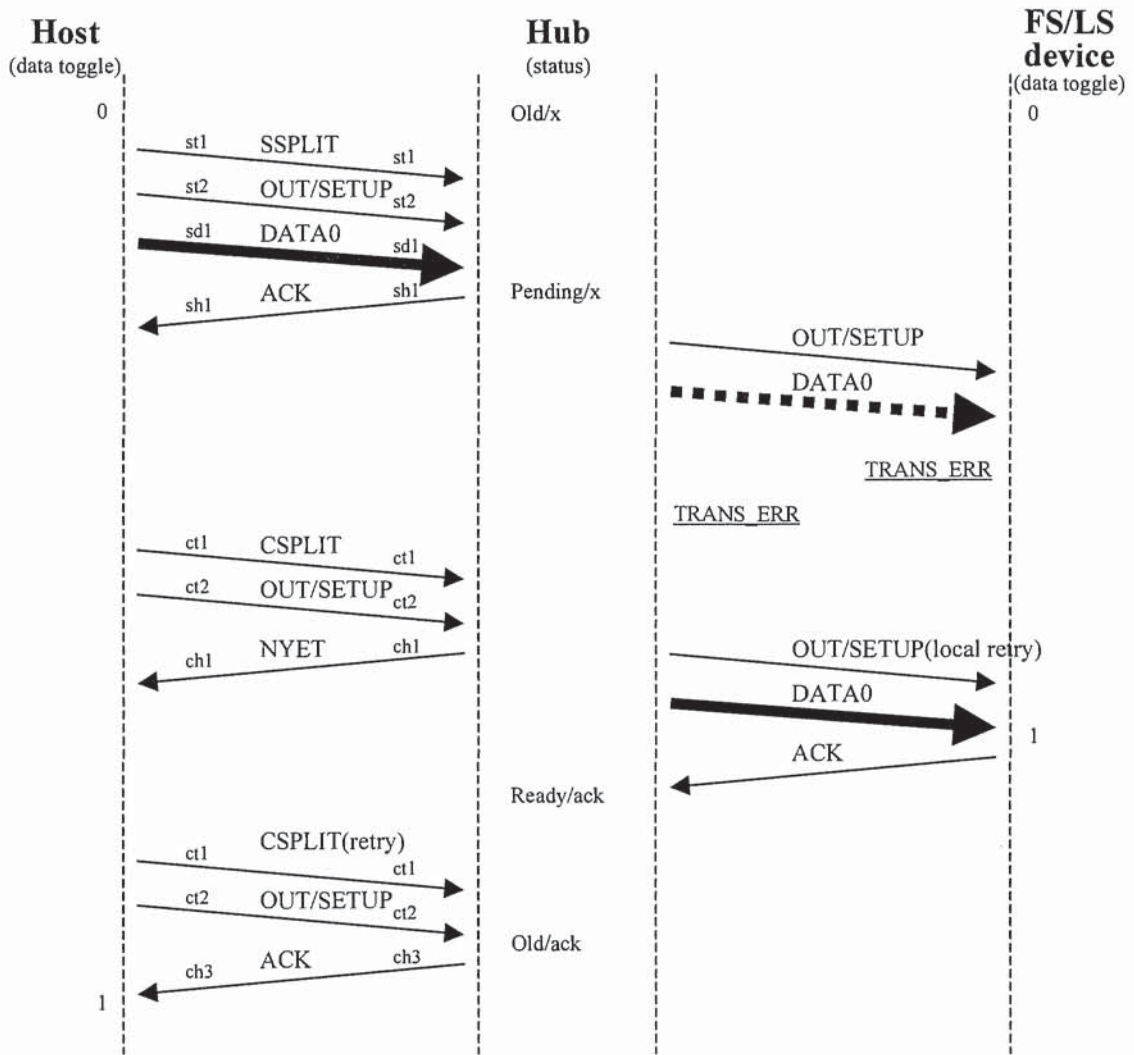 Host
(data toggle)
Hub
(status)
FS/LS
device
(data toggle)
0
Old/x
0
st1 SSPLIT st1
st2 OUT/SETUP st2
sd1 DATA0 sd1
sh1 ACK sh1
Pending/x
OUT/SETUP
DATA0
TRANS_ERR
TRANS_ERR
ct1 CSPLIT ct1
ct2 OUT/SETUP ct2
ch1 NYET ch1
OUT/SETUP(local retry)
DATA0
1
ACK
Ready/ack
ct1 CSPLIT(retry) ct1
ct2 OUT/SETUP ct2
Old/ack
ch3 ACK ch3
1